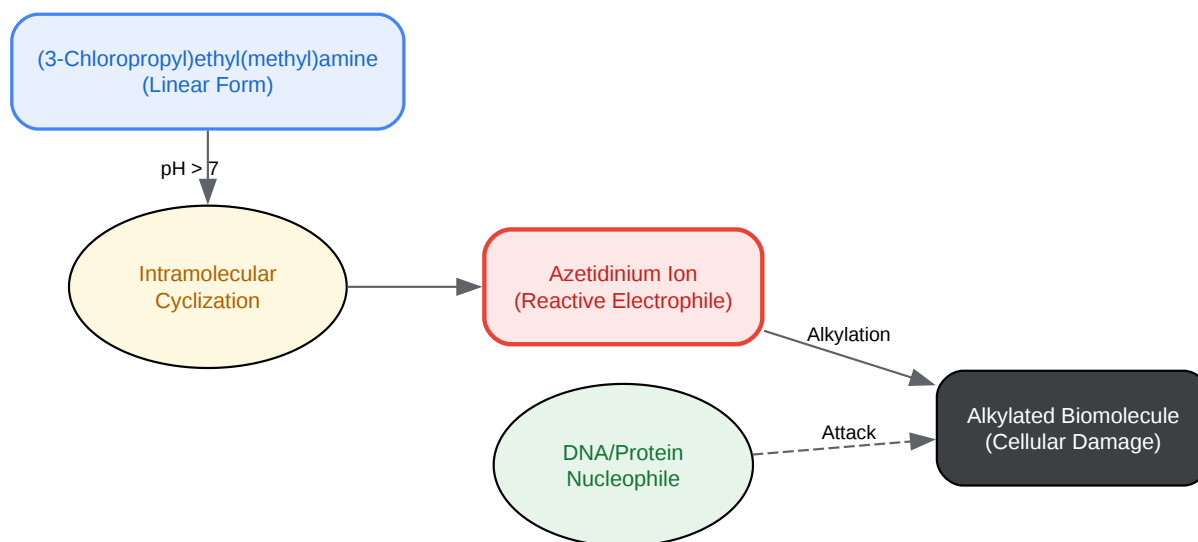 (3-Chloropropyl)ethyl(methyl)amine
(Linear Form)
pH > 7
Intramolecular
Cyclization
Azetidinium Ion
(Reactive Electrophile)
Alkylation
DNA/Protein
Nucleophile
Attack
Alkylated Biomolecule
(Cellular Damage)